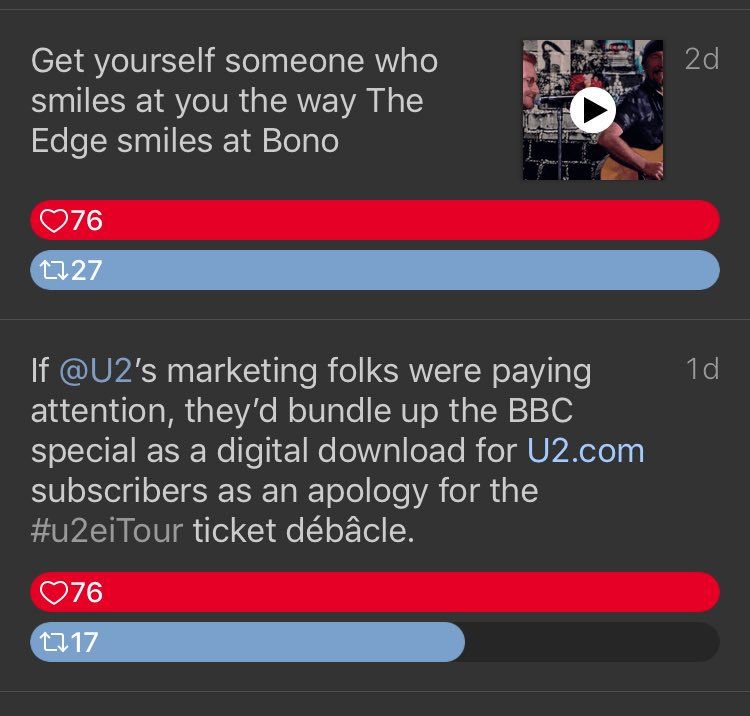 Get yourself someone who
smiles at you the way The
Edge smiles at Bono
2d
76
27
If @U2’s marketing folks were paying
attention, they’d bundle up the BBC
special as a digital download for U2.com
subscribers as an apology for the
#u2eiTour ticket débâcle.
1d
76
17